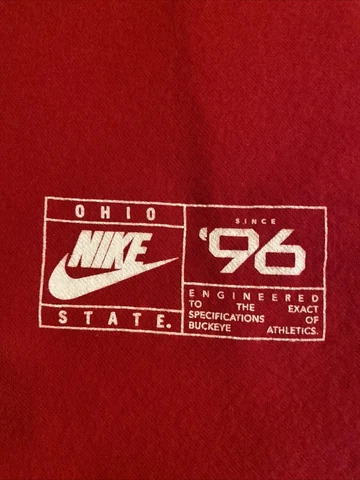 OHIO
NIKE
STATE.
SINCE
'96
ENGINEERED
TO THE EXACT
SPECIFICATIONS OF
BUCKEYE ATHLETICS.